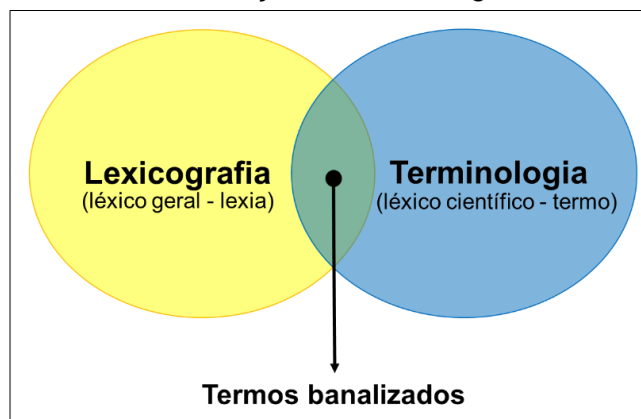 Lexicografia
(léxico geral - lexia)
Terminologia
(léxico científico - termo)
Termos banalizados